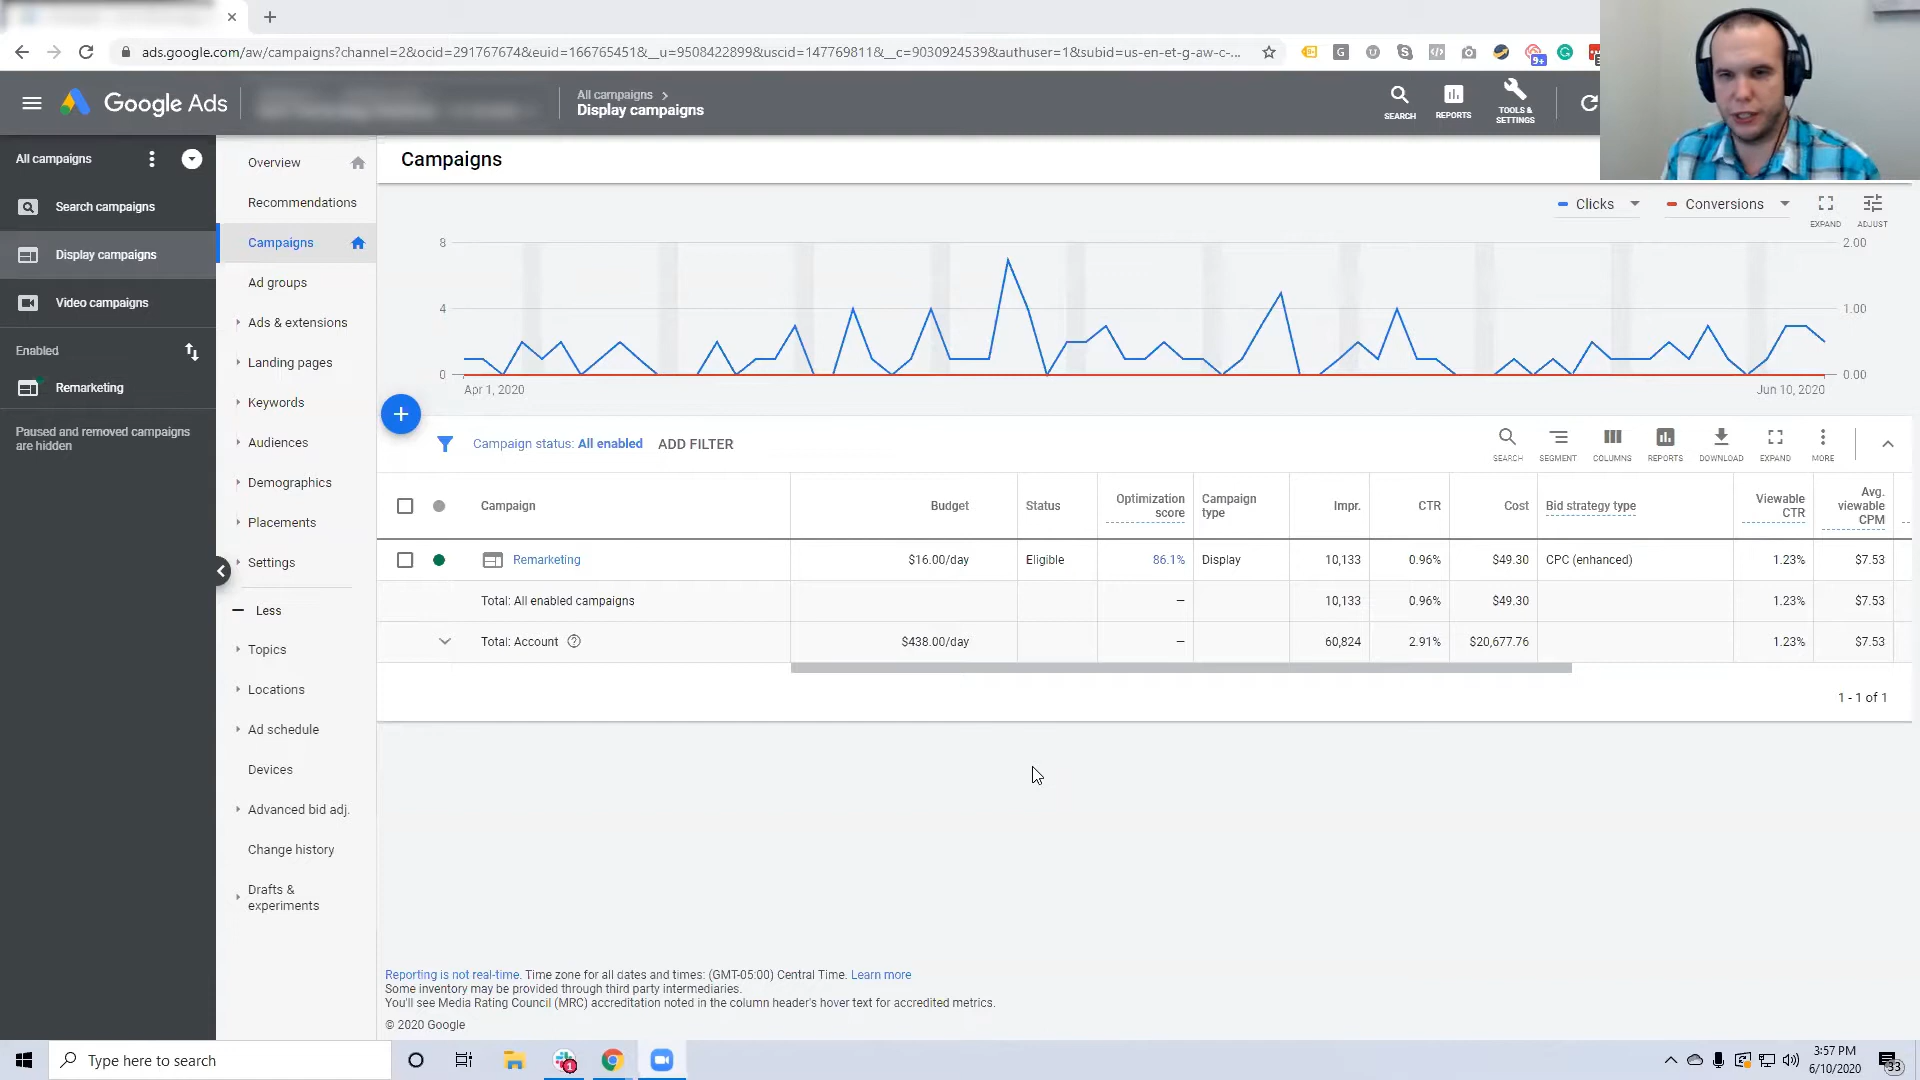 ads.google.com/aw/campaigns?channel=2&ocid=291767674&euid=166765451&__u=9508422899&uscid=147769811&__c=9030924539&authuser=1&subid=us-en-et-g-aw-c-...
9+
Google Ads
All campaigns >
Display campaigns
SEARCH
REPORTS
TOOLS &
SETTINGS
All campaigns
Search campaigns
Display campaigns
Video campaigns
Enabled
Remarketing
Paused and removed campaigns
are hidden
Overview
Recommendations
Campaigns
Ad groups
Ads & extensions
Landing pages
Keywords
Audiences
Demographics
Placements
Settings
Less
Topics
Locations
Ad schedule
Devices
Advanced bid adj.
Change history
Drafts &
experiments
Campaigns
Clicks
Conversions
EXPAND
ADJUST
8 2.00
4 1.00
0 0.00
Apr 1, 2020 Jun 10, 2020
Campaign status: All enabled ADD FILTER
SEARCH SEGMENT COLUMNS REPORTS DOWNLOAD EXPAND MORE
Campaign Budget Status Optimization score Campaign type Impr. CTR Cost Bid strategy type Viewable CTR Avg. viewable CPM
Remarketing $16.00/day Eligible 86.1% Display 10,133 0.96% $49.30 CPC (enhanced) 1.23% $7.53
Total: All enabled campaigns — 10,133 0.96% $49.30 1.23% $7.53
Total: Account $438.00/day — 60,824 2.91% $20,677.76 1.23% $7.53
1 - 1 of 1
Reporting is not real-time. Time zone for all dates and times: (GMT-05:00) Central Time. Learn more
Some inventory may be provided through third party intermediaries.
You'll see Media Rating Council (MRC) accreditation noted in the column header's hover text for accredited metrics.
© 2020 Google
Type here to search
1
3:57 PM
6/10/2020
33